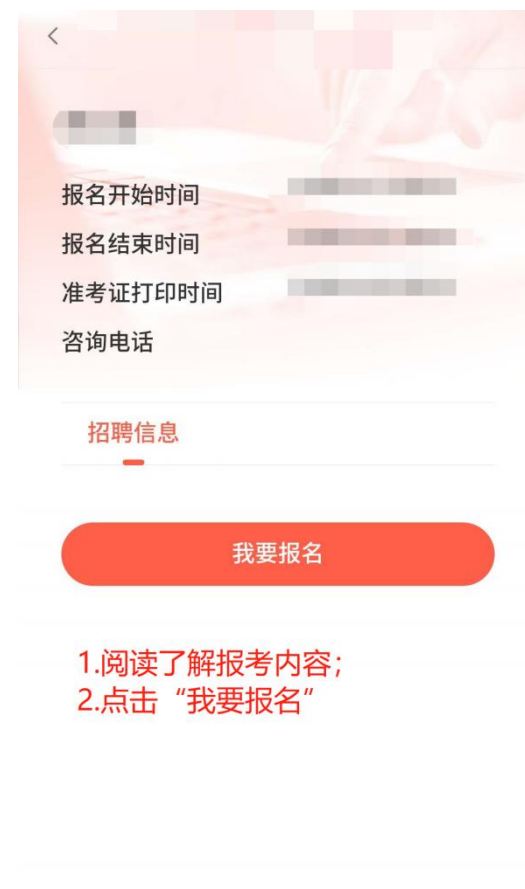 报名开始时间
报名结束时间
准考证打印时间
咨询电话
招聘信息
我要报名
1.阅读了解报考内容；
2.点击“我要报名”